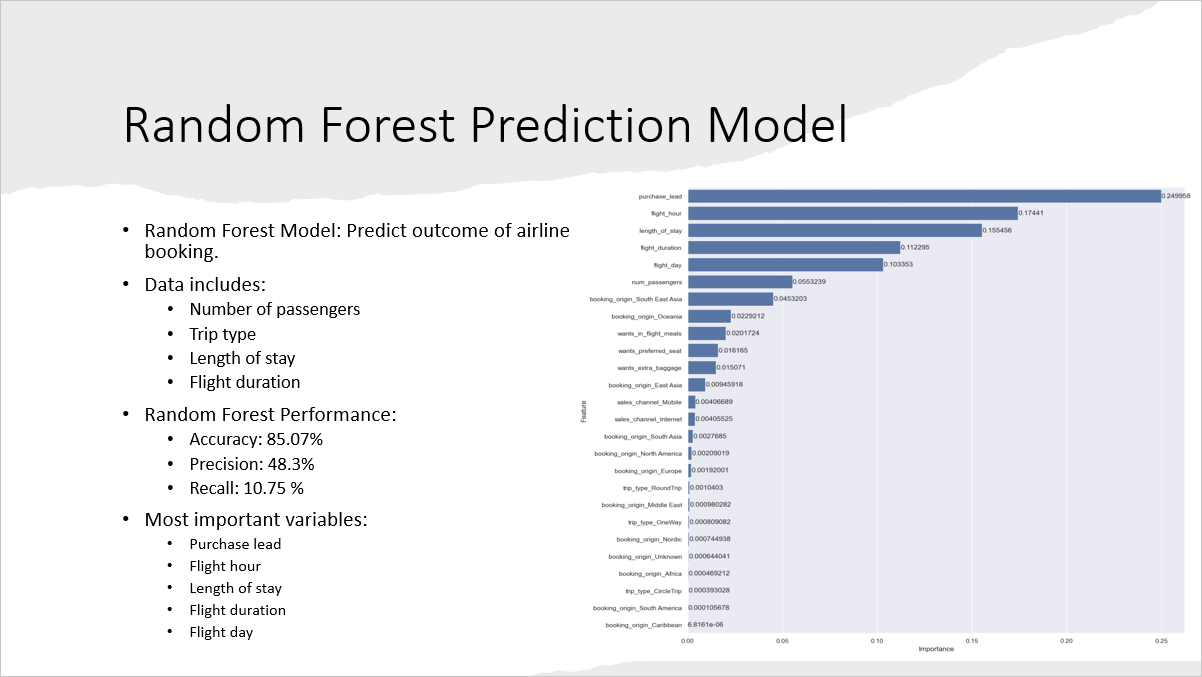 Random Forest Prediction Model
• Random Forest Model: Predict outcome of airline
booking.
• Data includes:
• Number of passengers
• Trip type
• Length of stay
• Flight duration
• Random Forest Performance:
• Accuracy: 85.07%
• Precision: 48.3%
• Recall: 10.75 %
• Most important variables:
• Purchase lead
• Flight hour
• Length of stay
• Flight duration
• Flight day
Feature
purchase_lead 0.249958
flight_hour 0.17441
length_of_stay 0.155456
flight_duration 0.112295
flight_day 0.103353
num_passengers 0.0553239
booking_origin_South East Asia 0.0453203
booking_origin_Oceania 0.0229212
wants_in_flight_meals 0.0201724
wants_preferred_seat 0.016165
wants_extra_baggage 0.015071
booking_origin_East Asia 0.00945918
sales_channel_Mobile 0.00406689
sales_channel_Internet 0.00405525
booking_origin_South Asia 0.0027685
booking_origin_North America 0.00209019
booking_origin_Europe 0.00192001
trip_type_RoundTrip 0.0010403
booking_origin_Middle East 0.000980282
trip_type_OneWay 0.000809082
booking_origin_Nordic 0.000744938
booking_origin_Unknown 0.000644041
booking_origin_Africa 0.000469212
trip_type_CircleTrip 0.000393028
booking_origin_South America 0.000105678
booking_origin_Caribbean 6.8161e-06
0.00 0.05 0.10 0.15 0.20 0.25
Importance